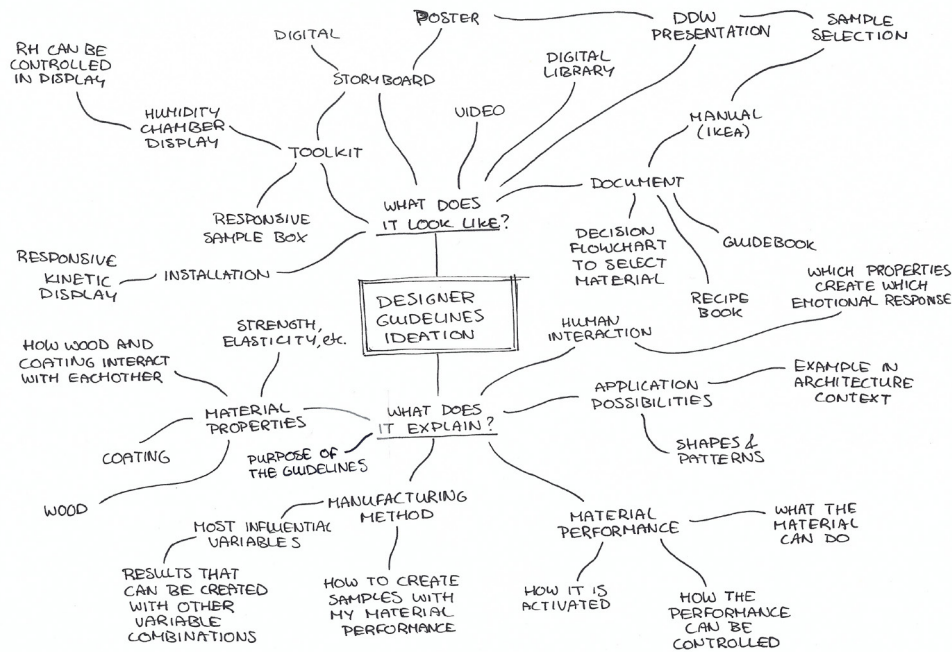 POSTER
DDW
PRESENTATION
SAMPLE
SELECTION
DIGITAL
RH CAN BE
CONTROLLED
IN DISPLAY
STORYBOARD
DIGITAL
LIBRARY
HUMIDITY
CHAMBER
DISPLAY
VIDEO
MANUAL
(IKEA)
TOOLKIT
DOCUMENT
WHAT DOES
IT LOOK LIKE?
RESPONSIVE
SAMPLE BOX
DECISION
FLOWCHART
TO SELECT
MATERIAL
GUIDEBOOK
RECIPE
BOOK
RESPONSIVE
KINETIC
DISPLAY
INSTALLATION
WHICH PROPERTIES
CREATE WHICH
EMOTIONAL RESPONSE
DESIGNER
GUIDELINES
IDEATION
STRENGTH,
ELASTICITY, etc.
HUMAN
INTERACTION
HOW WOOD AND
COATING INTERACT
WITH EACHOTHER
EXAMPLE IN
ARCHITECTURE
CONTEXT
APPLICATION
POSSIBILITIES
MATERIAL
PROPERTIES
WHAT DOES
IT EXPLAIN?
SHAPES &
PATTERNS
COATING
PURPOSE OF
THE GUIDELINES
WOOD
MANUFACTURING
METHOD
MATERIAL
PERFORMANCE
WHAT THE
MATERIAL
CAN DO
MOST INFLUENTIAL
VARIABLES
RESULTS THAT
CAN BE CREATED
WITH OTHER
VARIABLE
COMBINATIONS
HOW TO CREATE
SAMPLES WITH
MY MATERIAL
PERFORMANCE
HOW IT IS
ACTIVATED
HOW THE
PERFORMANCE
CAN BE
CONTROLLED